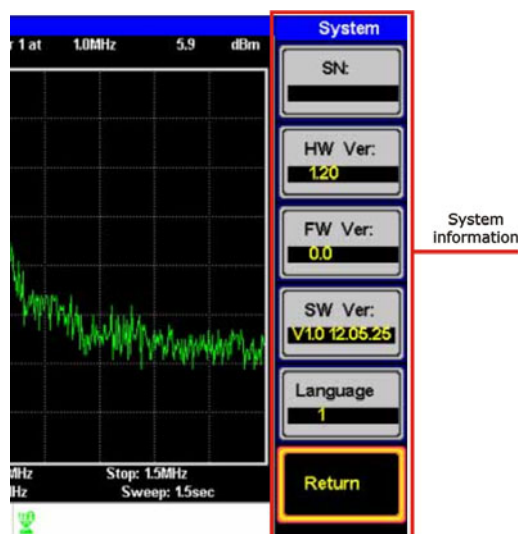 System
r 1 at 1.0MHz 5.9 dBm
SN:
HW Ver:
1.20
FW Ver:
0.0
System
information
SW Ver:
V1.0 12.05.25
Language
1
Return
MHz Stop: 1.5MHz
Hz Sweep: 1.5sec